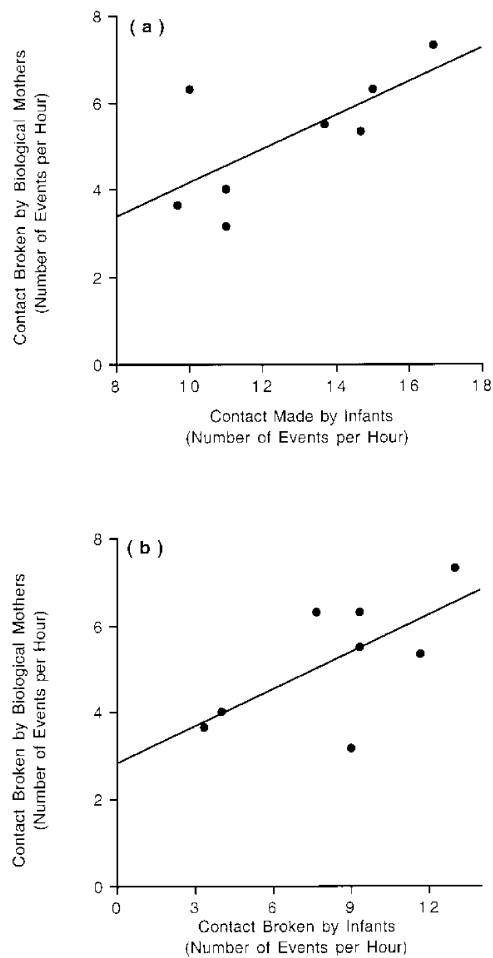 ( a )
Contact Broken by Biological Mothers
(Number of Events per Hour)
8
6
4
2
0
8 10 12 14 16 18
Contact Made by Infants
(Number of Events per Hour)
( b )
Contact Broken by Biological Mothers
(Number of Events per Hour)
8
6
4
2
0
0 3 6 9 12
Contact Broken by Infants
(Number of Events per Hour)